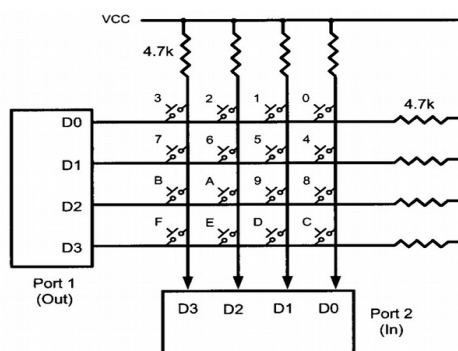 VCC
4.7k
3 2 1 0 4.7k
D0
7 6 5 4
D1
B A 9 8
D2
F E D C
D3
Port 1
(Out)
D3 D2 D1 D0
Port 2
(In)